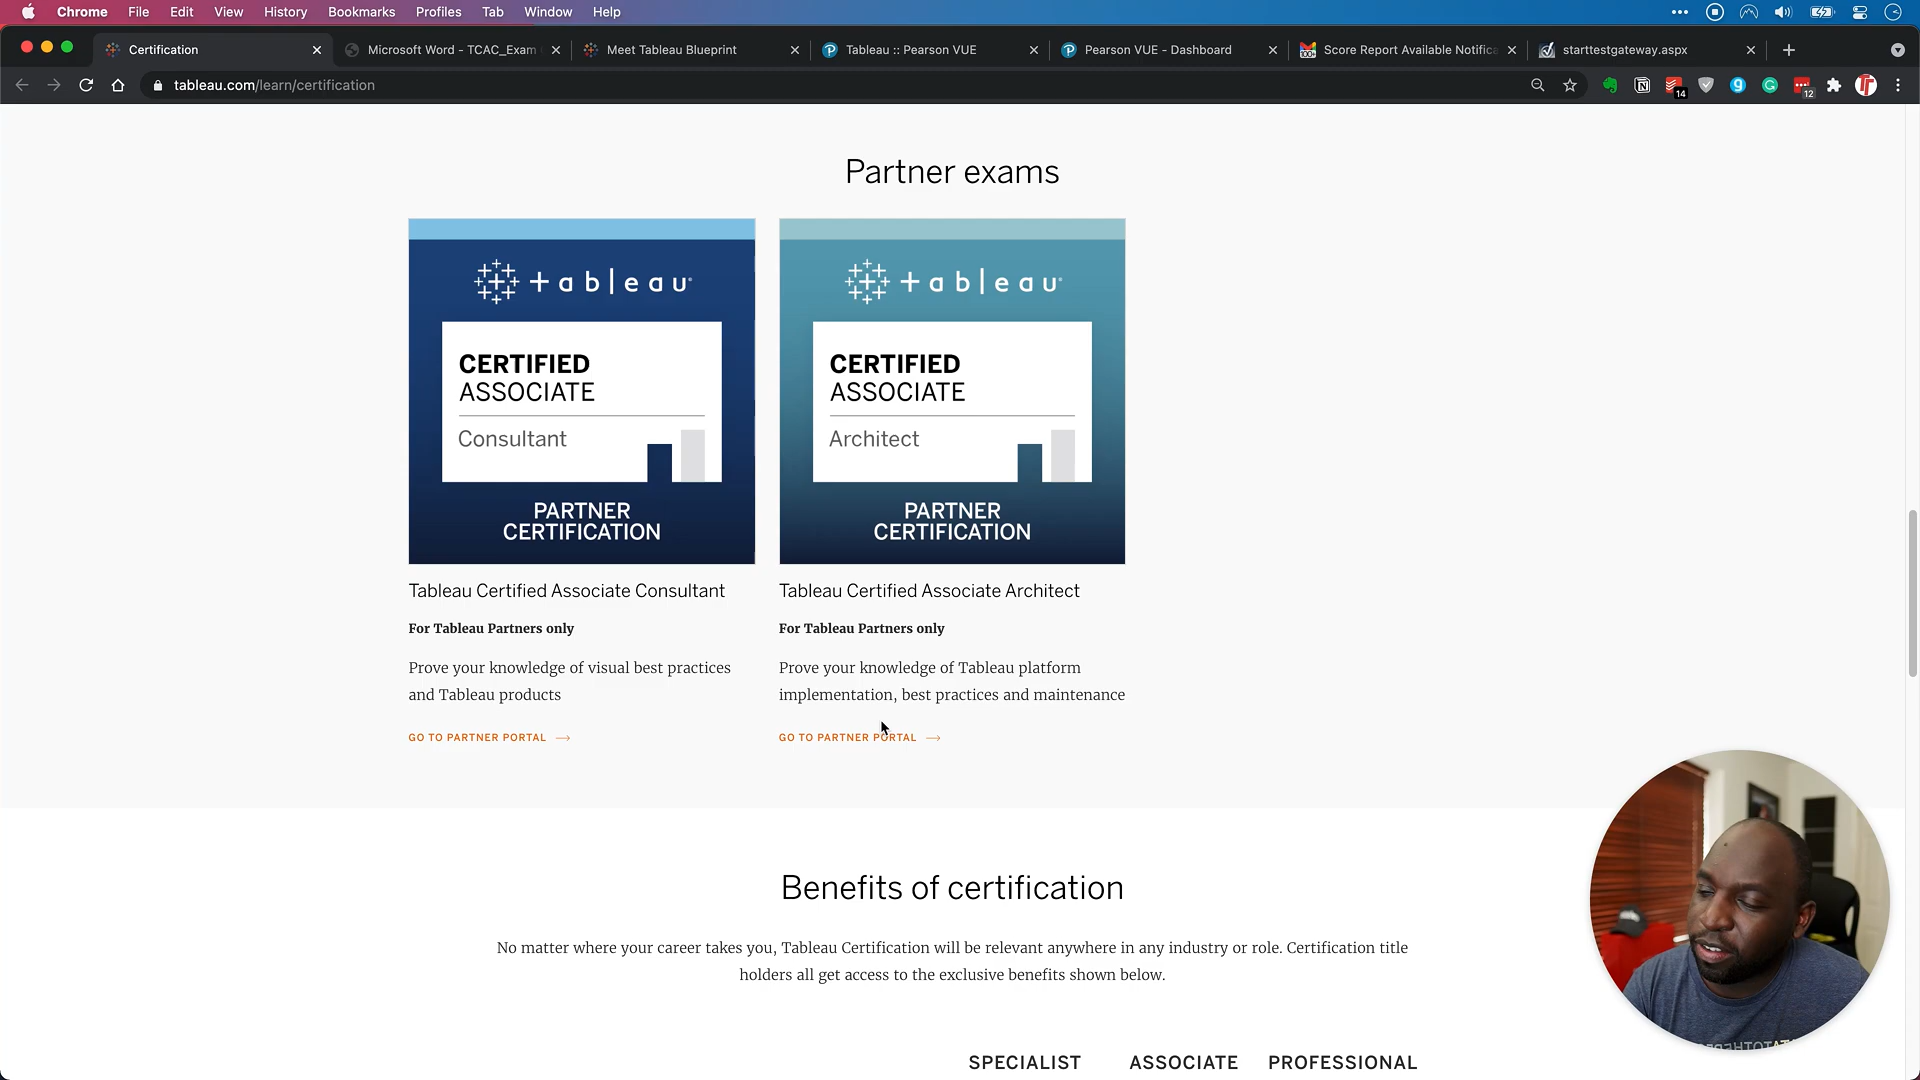 Chrome File Edit View History Bookmarks Profiles Tab Window Help
Certification
Microsoft Word - TCAC_Exam
Meet Tableau Blueprint
Tableau :: Pearson VUE
Pearson VUE - Dashboard
Score Report Available Notifica
starttestgateway.aspx
tableau.com/learn/certification
14
12
Partner exams
+ a b | e a u
CERTIFIED
ASSOCIATE
Consultant
PARTNER
CERTIFICATION
+ a b | e a u
CERTIFIED
ASSOCIATE
Architect
PARTNER
CERTIFICATION
Tableau Certified Associate Consultant
For Tableau Partners only
Prove your knowledge of visual best practices
and Tableau products
GO TO PARTNER PORTAL
Tableau Certified Associate Architect
For Tableau Partners only
Prove your knowledge of Tableau platform
implementation, best practices and maintenance
GO TO PARTNER PORTAL
Benefits of certification
No matter where your career takes you, Tableau Certification will be relevant anywhere in any industry or role. Certification title
holders all get access to the exclusive benefits shown below.
SPECIALIST ASSOCIATE PROFESSIONAL